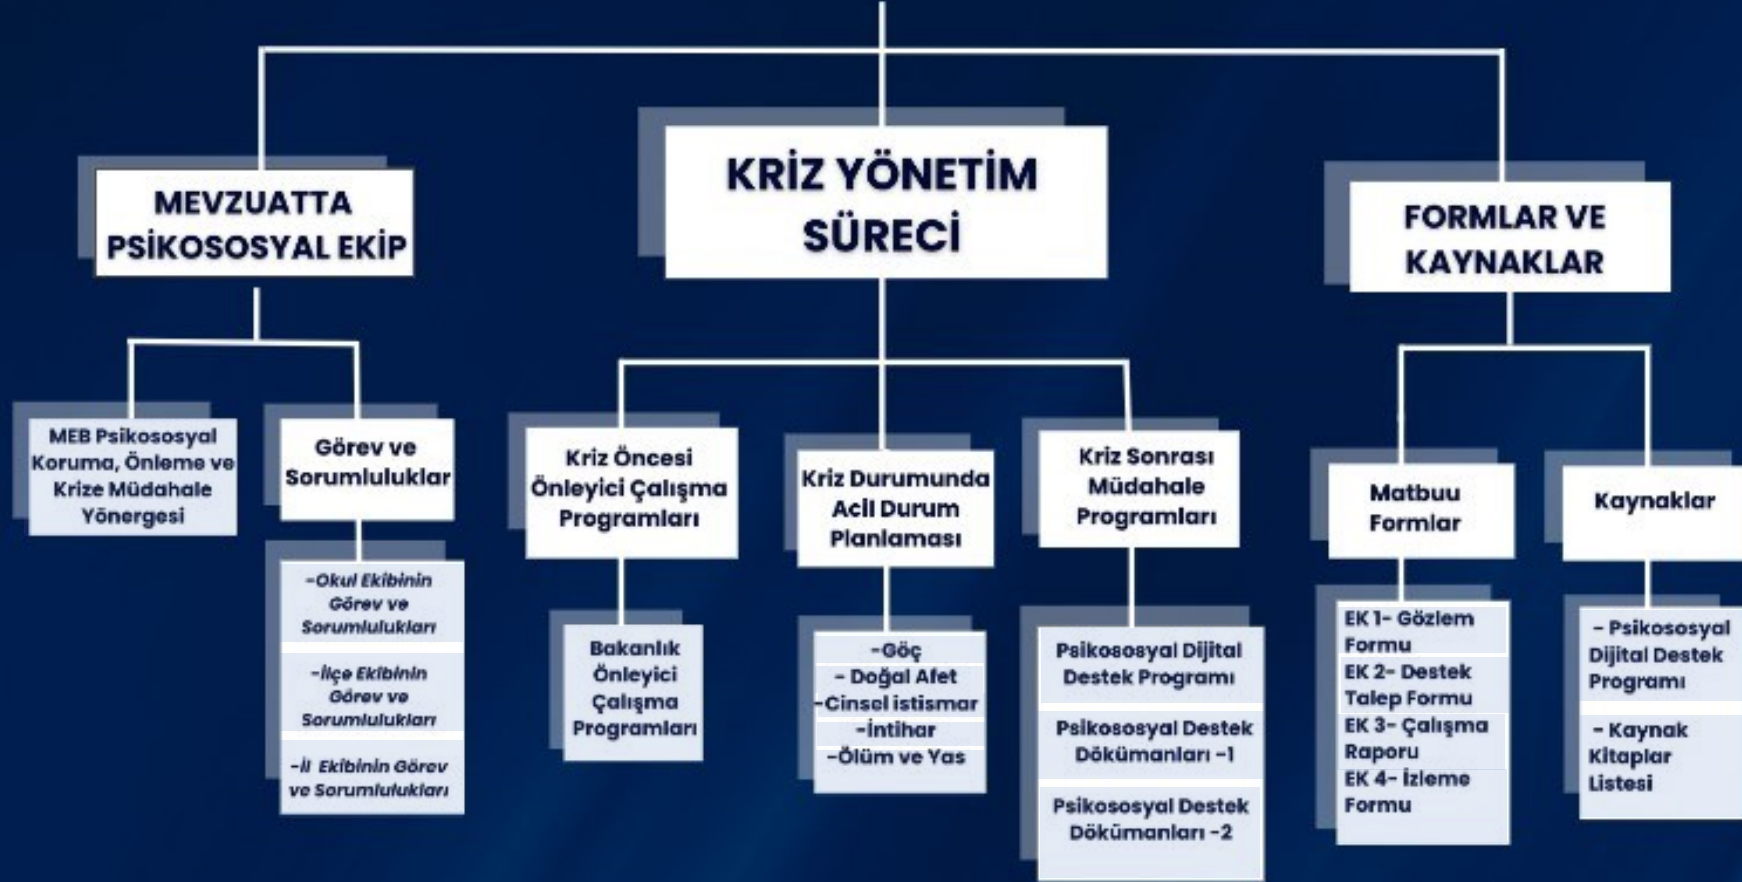 MEVZUATTA
PSİKOSOSYAL EKİP
KRİZ YÖNETİM
SÜRECİ
FORMLAR VE
KAYNAKLAR
MEB Psikososyal
Koruma, Önleme ve
Krize Müdahale
Yönergesi
Görev ve
Sorumluluklar
-Okul Ekibinin
Görev ve
Sorumlulukları
-İlçe Ekibinin
Görev ve
Sorumlulukları
-İl Ekibinin Görev
ve Sorumlulukları
Kriz Öncesi
Önleyici Çalışma
Programları
Bakanlık
Önleyici
Çalışma
Programları
Kriz Durumunda
Acil Durum
Planlaması
-Göç
- Doğal Afet
-Cinsel istismar
-İntihar
-Ölüm ve Yas
Kriz Sonrası
Müdahale
Programları
Psikososyal Dijital
Destek Programı
Psikososyal Destek
Dökümanları -1
Psikososyal Destek
Dökümanları -2
Matbuu
Formlar
EK 1- Gözlem
Formu
EK 2- Destek
Talep Formu
EK 3- Çalışma
Raporu
EK 4- İzleme
Formu
Kaynaklar
- Psikososyal
Dijital Destek
Programı
- Kaynak
Kitaplar
Listesi